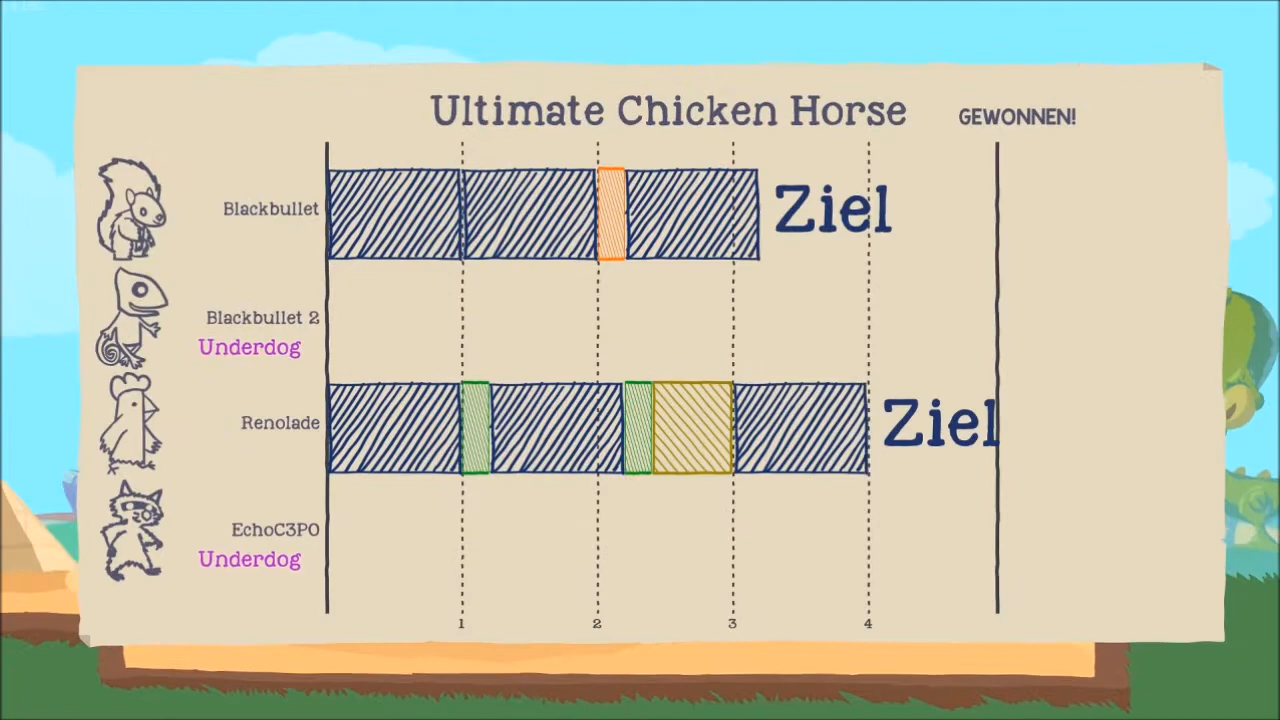 Ultimate Chicken Horse
GEWONNEN!
Blackbullet
Ziel
Blackbullet 2
Underdog
Renolade
Ziel
EchoC3PO
Underdog
1 2 3 4